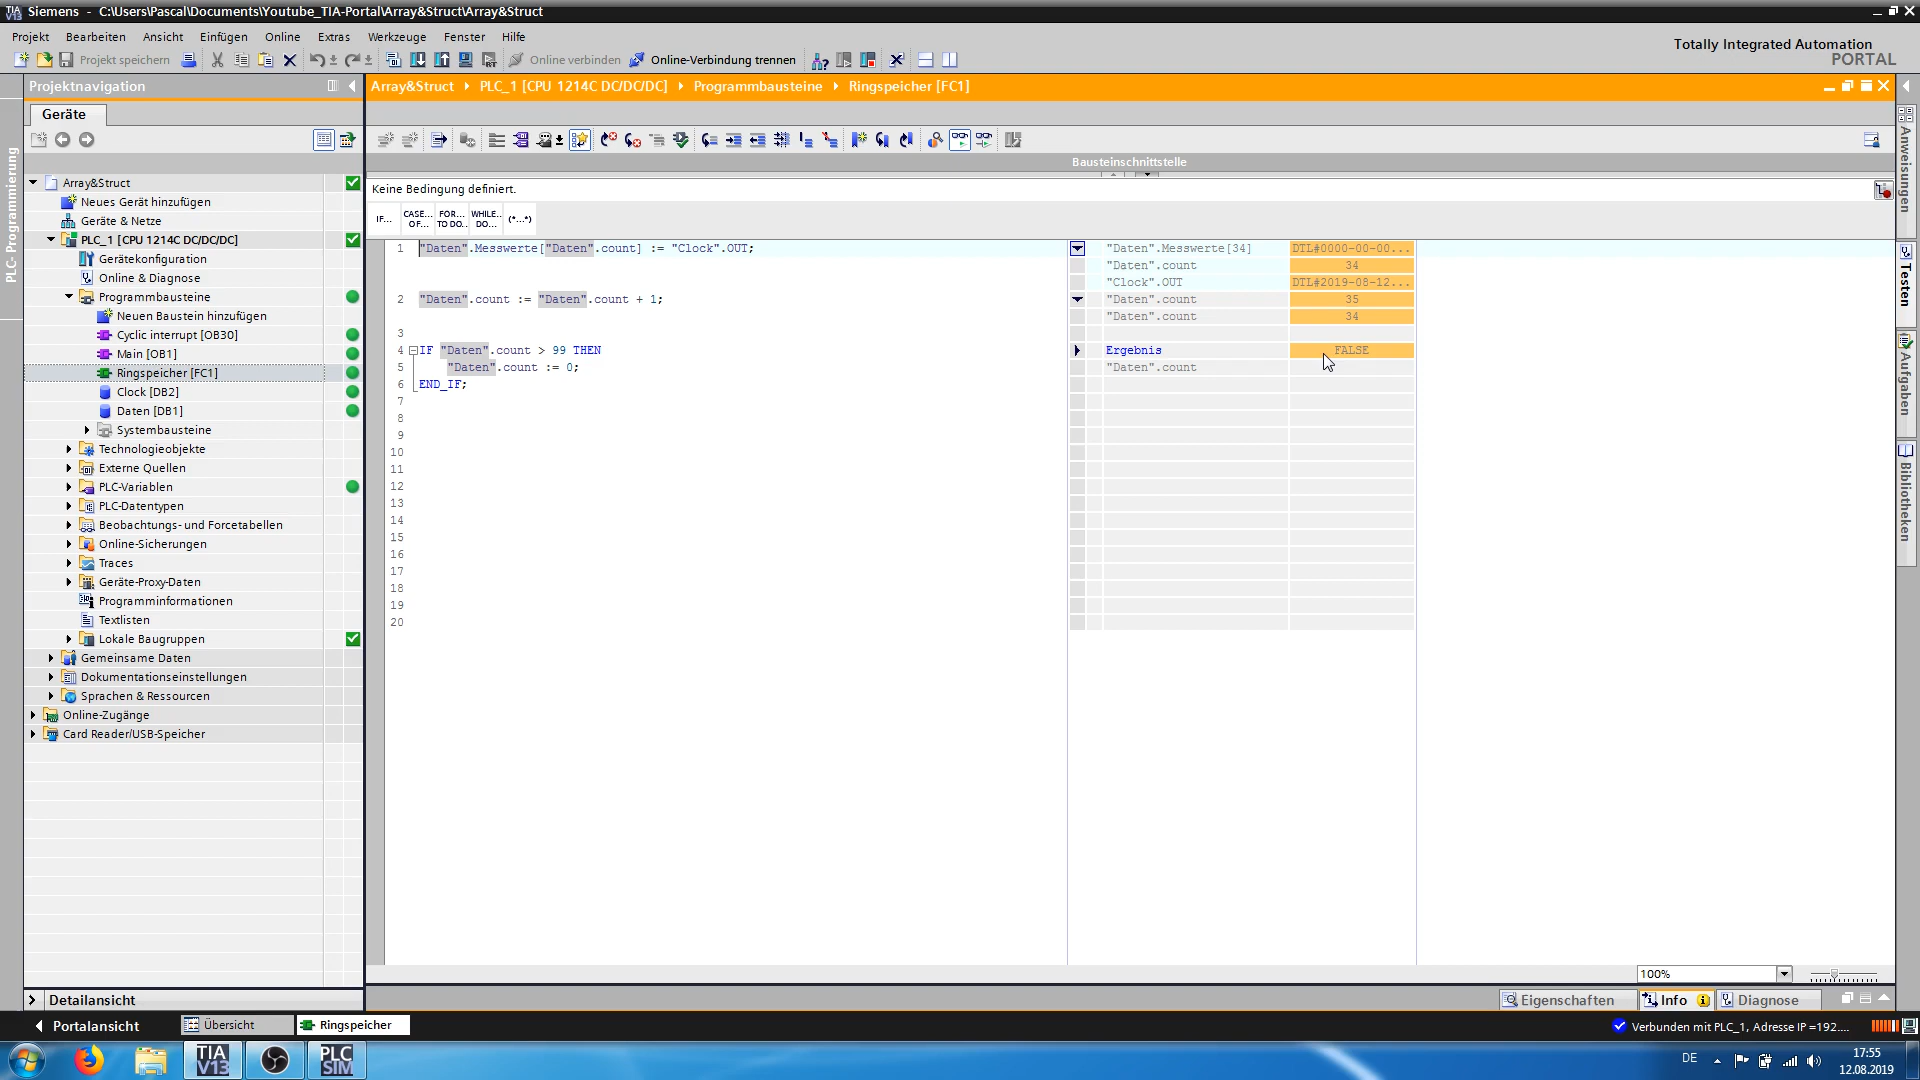 Siemens - C:\Users\Pascal\Documents\Youtube_TIA-Portal\Array&Struct\Array&Struct
Projekt Bearbeiten Ansicht Einfügen Online Extras Werkzeuge Fenster Hilfe
Projekt speichern Online verbinden Online-Verbindung trennen
Totally Integrated Automation
PORTAL
Projektnavigation
Array&Struct PLC_1 [CPU 1214C DC/DC/DC] Programmbausteine Ringspeicher [FC1]
Geräte
Bausteinschnittstelle
Keine Bedingung definiert.
IF... CASE... OF... FOR... TO DO.. WHILE.. DO... (*...*)
PLC- Programmierung
Array&Struct
Neues Gerät hinzufügen
Geräte & Netze
PLC_1 [CPU 1214C DC/DC/DC]
Gerätekonfiguration
Online & Diagnose
Programmbausteine
Neuen Baustein hinzufügen
Cyclic interrupt [OB30]
Main [OB1]
Ringspeicher [FC1]
Clock [DB2]
Daten [DB1]
Systembausteine
Technologieobjekte
Externe Quellen
PLC-Variablen
PLC-Datentypen
Beobachtungs- und Forcetabellen
Online-Sicherungen
Traces
Geräte-Proxy-Daten
Programminformationen
Textlisten
Lokale Baugruppen
Gemeinsame Daten
Dokumentationseinstellungen
Sprachen & Ressourcen
Online-Zugänge
Card Reader/USB-Speicher
1 "Daten".Messwerte["Daten".count] := "Clock".OUT;
2 "Daten".count := "Daten".count + 1;
3
4 IF "Daten".count > 99 THEN
5 "Daten".count := 0;
6 END_IF;
7
8
9
10
11
12
13
14
15
16
17
18
19
20
"Daten".Messwerte[34] DTL#0000-00-00...
"Daten".count 34
"Clock".OUT DTL#2019-08-12...
"Daten".count 35
"Daten".count 34
Ergebnis FALSE
"Daten".count
Anweisungen
Testen
Aufgaben
Bibliotheken
100%
Detailansicht
Eigenschaften Info Diagnose
Portalansicht Übersicht Ringspeicher
Verbunden mit PLC_1, Adresse IP =192....
TIA V13
PLC SIM
DE
17:55
12.08.2019